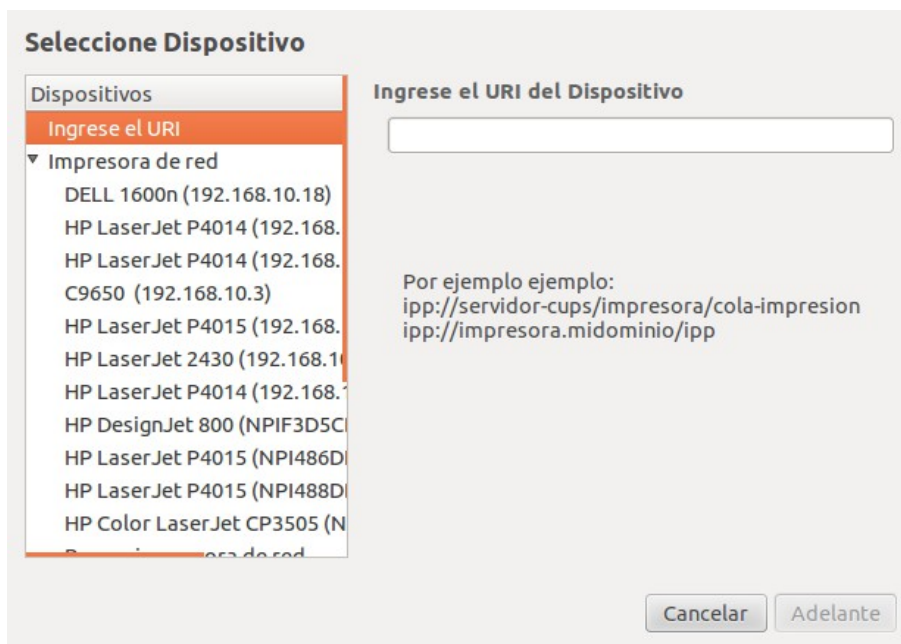 Seleccione Dispositivo
Dispositivos
Ingrese el URI
Impresora de red
DELL 1600n (192.168.10.18)
HP LaserJet P4014 (192.168.
HP LaserJet P4014 (192.168.
C9650 (192.168.10.3)
HP LaserJet P4015 (192.168.
HP LaserJet 2430 (192.168.1
HP LaserJet P4014 (192.168.
HP DesignJet 800 (NPIF3D5C
HP LaserJet P4015 (NPI486D
HP LaserJet P4015 (NPI488D
HP Color LaserJet CP3505 (N
de red
Ingrese el URI del Dispositivo
Por ejemplo ejemplo:
ipp://servidor-cups/impresora/cola-impresion
ipp://impresora.midominio/ipp
Cancelar
Adelante